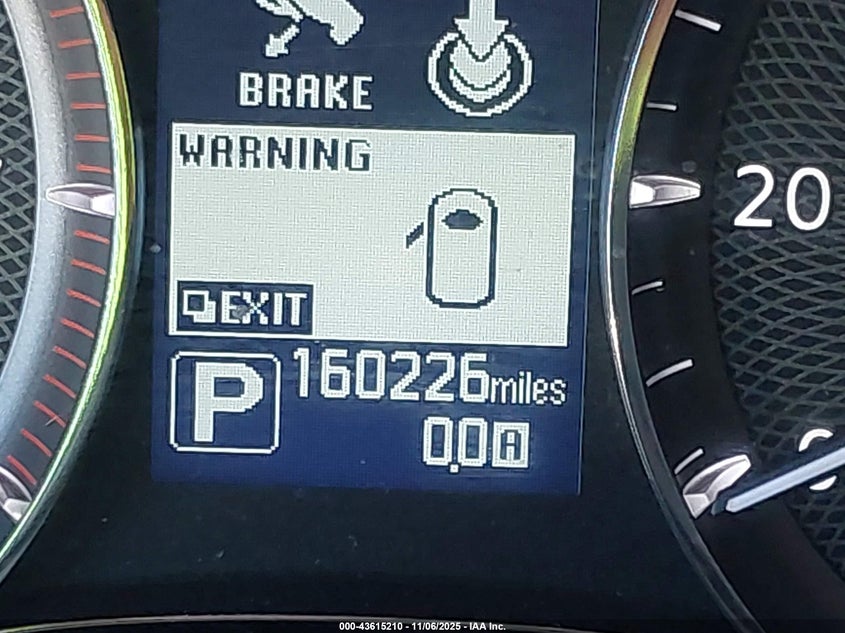 BRAKE
WARNING
EXIT
20
P
160226miles
0.0A
000-43615210 - 11/06/2025 - IAA Inc.